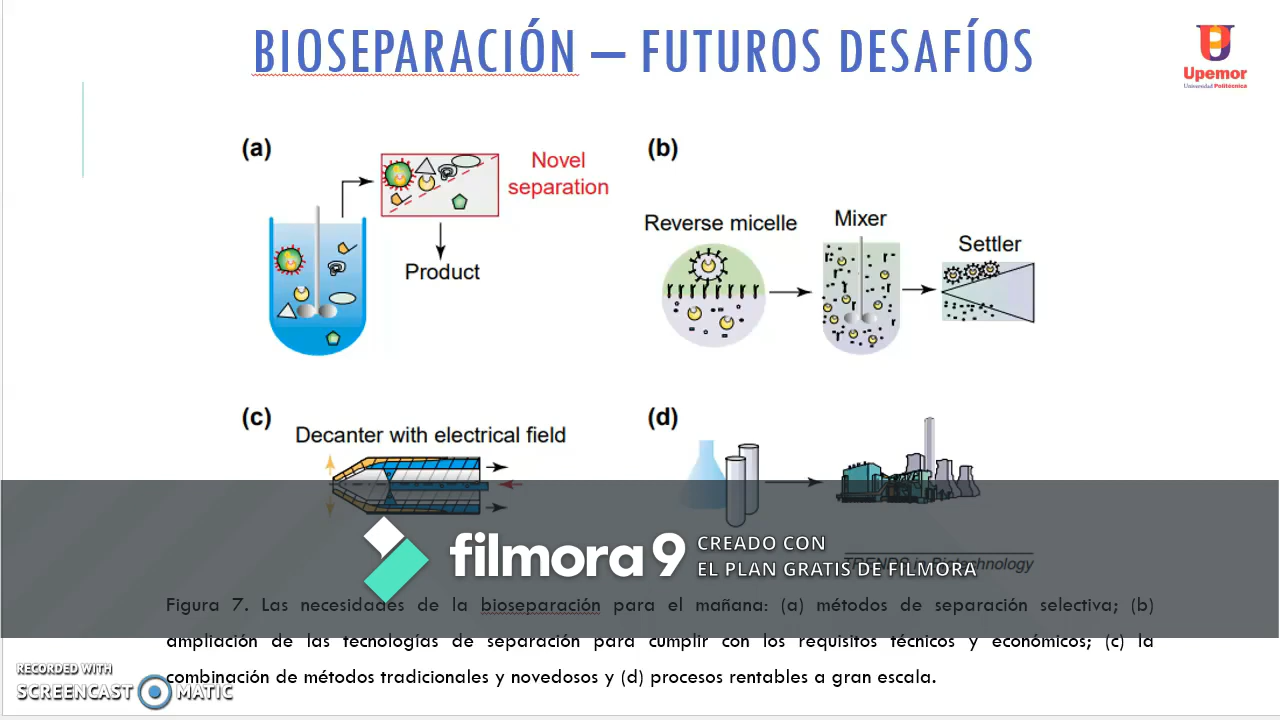 BIOSEPARACIÓN – FUTUROS DESAFÍOS
Upemor
Universidad Politécnica
(a)
Novel
separation
Product
(b)
Reverse micelle
Mixer
Settler
(c)
Decanter with electrical field
(d)
TRENDS in Biotechnology
filmora9
CREADO CON
EL PLAN GRATIS DE FILMORA
Figura 7. Las necesidades de la bioseparación para el mañana: (a) métodos de separación selectiva; (b)
ampliación de las tecnologías de separación para cumplir con los requisitos técnicos y económicos; (c) la
combinación de métodos tradicionales y novedosos y (d) procesos rentables a gran escala.
RECORDED WITH
SCREENCAST MATIC